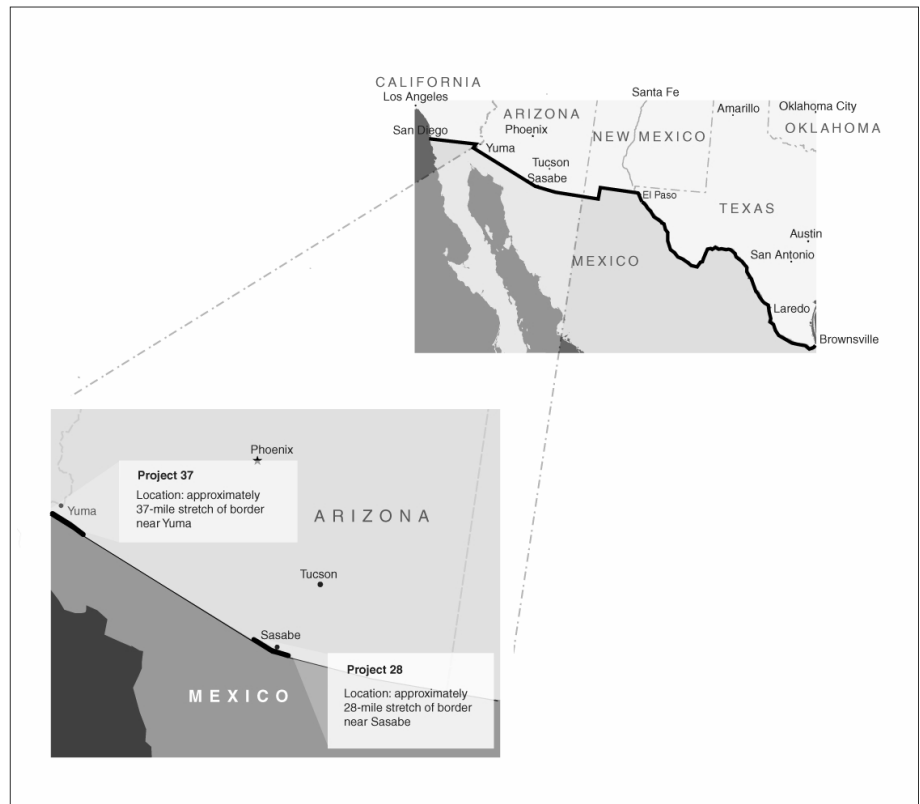 CALIFORNIA
Los Angeles
Santa Fe
Amarillo
Oklahoma City
ARIZONA
OKLAHOMA
San Diego
Phoenix
NEW MEXICO
Yuma
Tucson
Sasabe
El Paso
TEXAS
Austin
MEXICO
San Antonio
Laredo
Brownsville
Phoenix
Project 37
Location: approximately
37-mile stretch of border
near Yuma
Yuma
ARIZONA
Tucson
Sasabe
MEXICO
Project 28
Location: approximately
28-mile stretch of border
near Sasabe